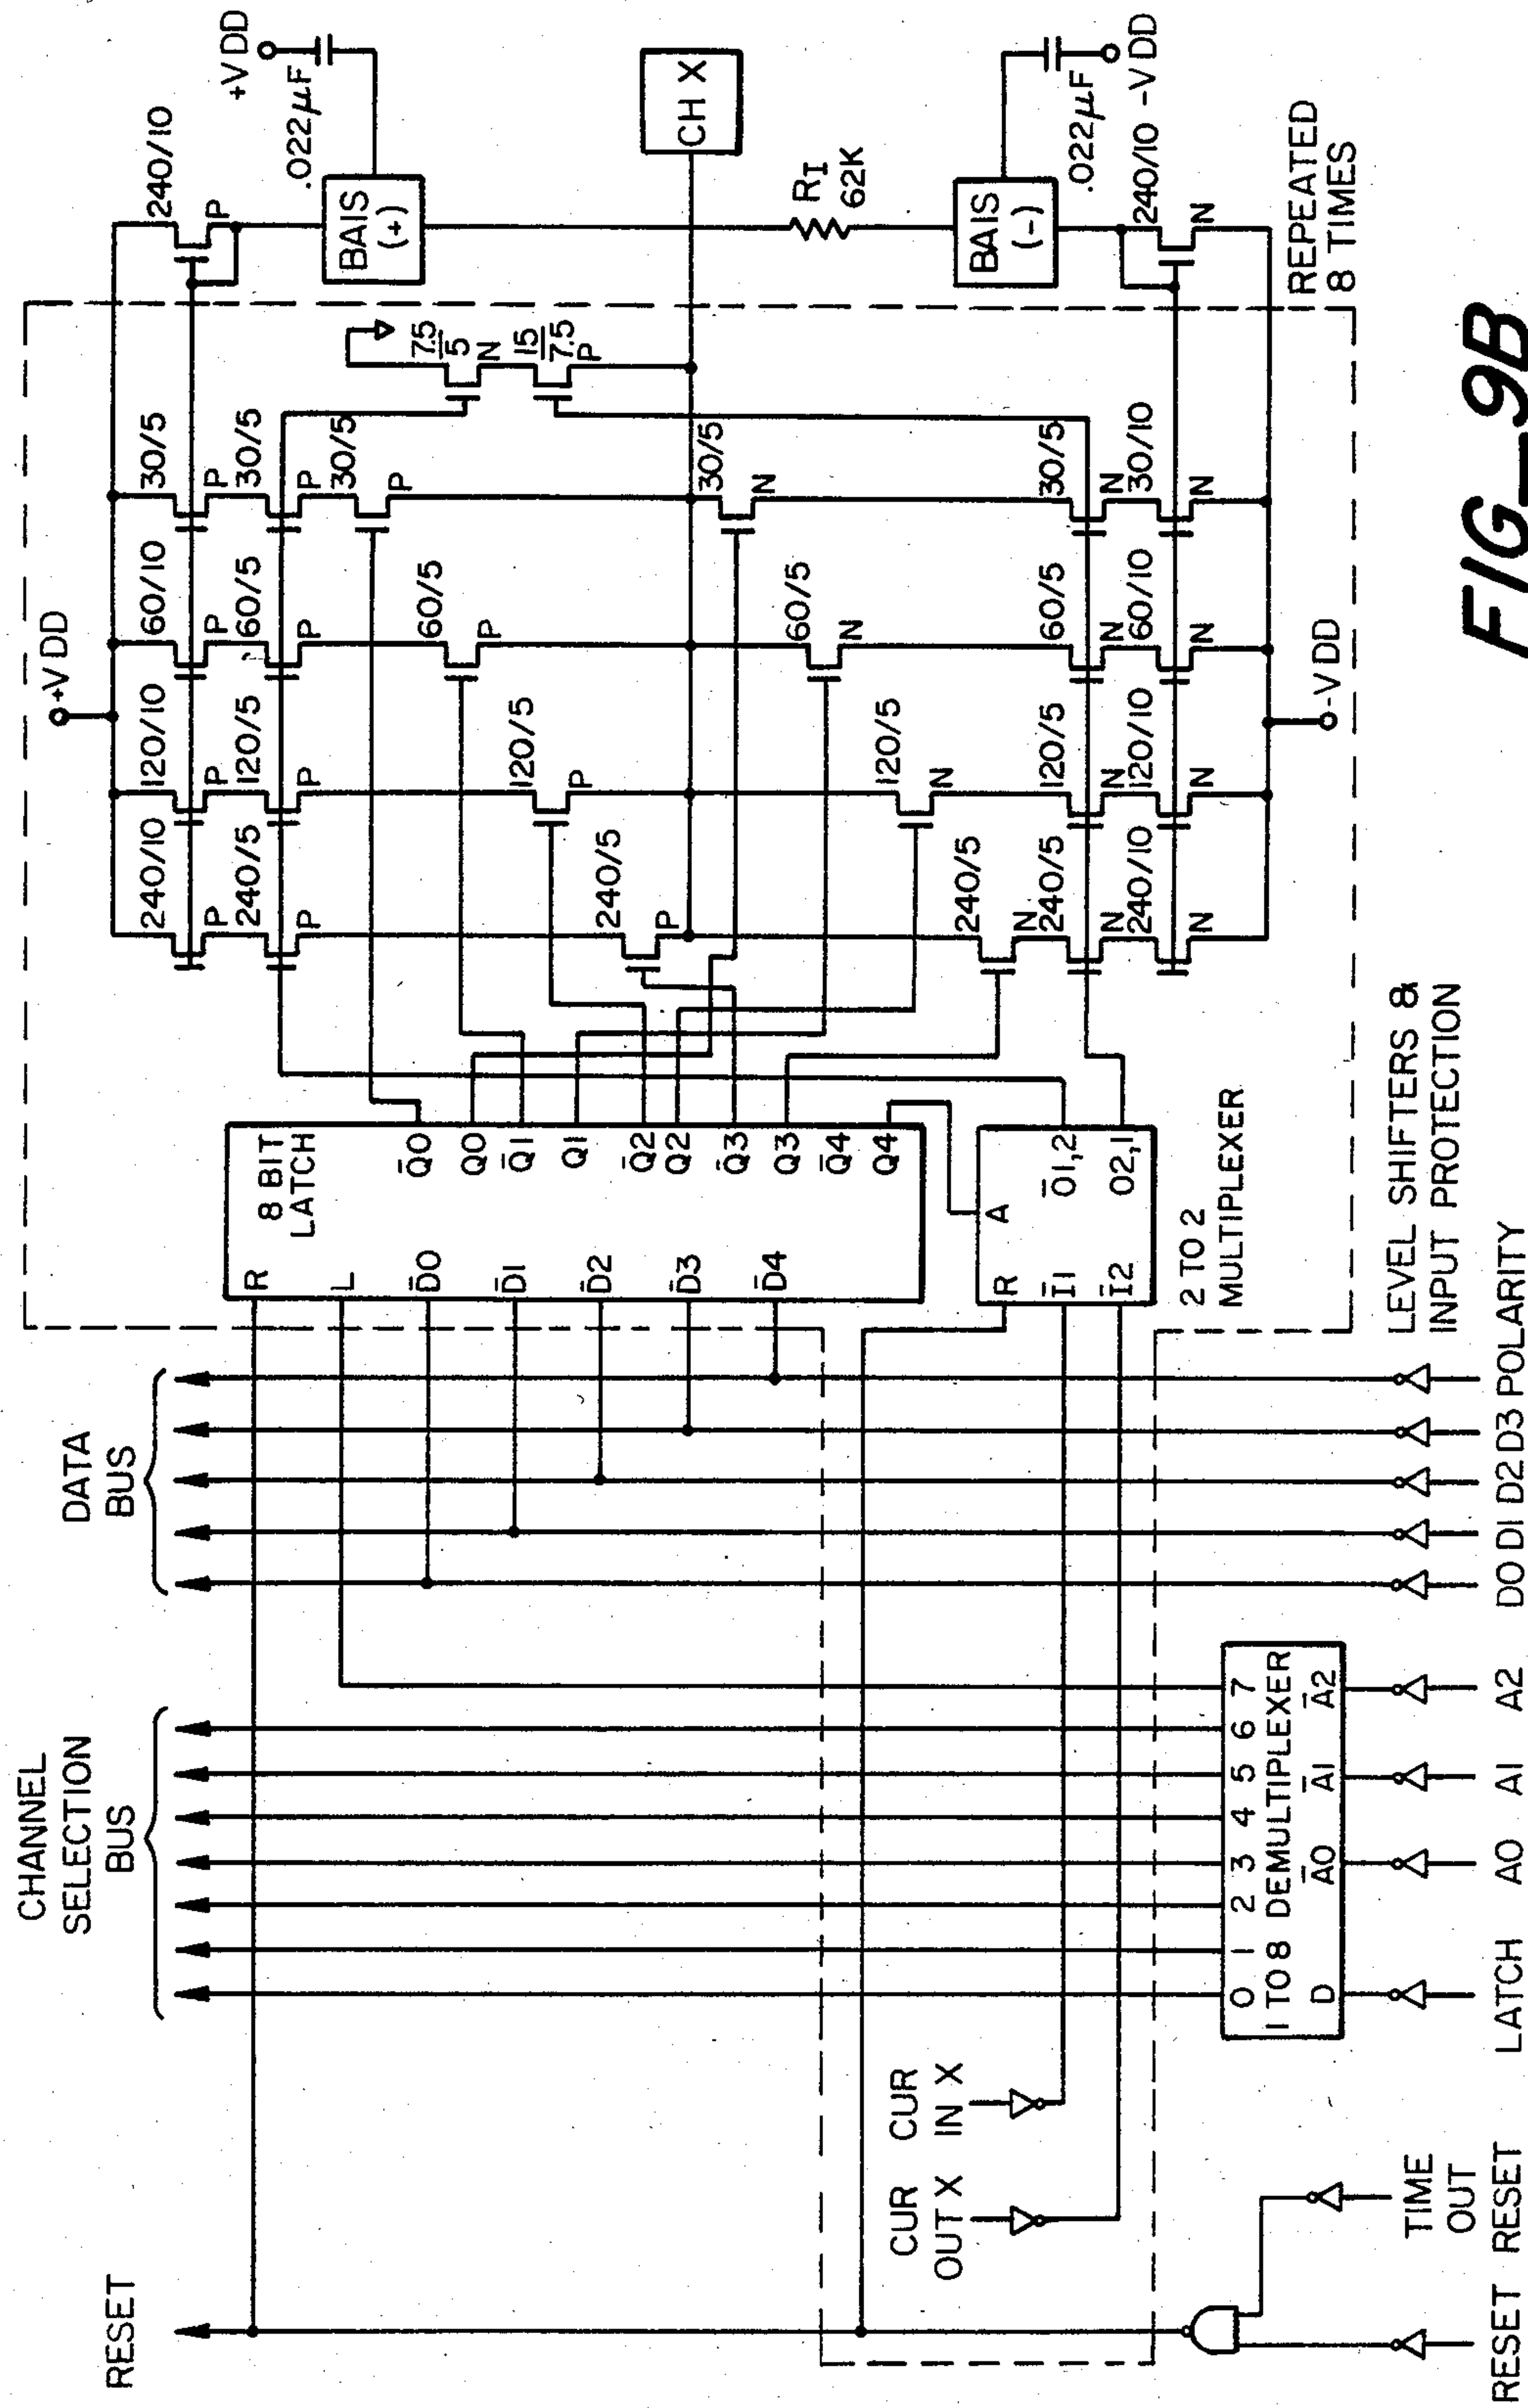 RESET
CHANNEL
SELECTION
BUS
DATA
BUS
R
L
D̄0
D̄1
D̄2
D̄3
D̄4
8 BIT
LATCH
Q̄0
Q0
Q̄1
Q1
Q̄2
Q2
Q̄3
Q3
Q̄4
Q4
+VDD
240/10
120/10
60/10
30/5
240/10
P
P
P
P
P
240/5
120/5
60/5
30/5
P
P
P
P
30/5
P
60/5
P
120/5
P
240/5
P
+VDD
.022μF
BAIS
(+)
7.5
5
N
15
7.5
P
CH X
RI
62K
30/5
N
60/5
N
120/5
N
240/5
N
240/5
120/5
60/5
30/5
N
N
N
N
240/10
120/10
60/10
30/10
N
N
N
N
BAIS
(-)
.022μF
-VDD
240/10
N
-VDD
REPEATED
8 TIMES
CUR
OUT X
CUR
IN X
R
A
Ī1
Ī2
Ō1,2
O2,1
2 TO 2
MULTIPLEXER
0 1 2 3 4 5 6 7
1 TO 8 DEMULTIPLEXER
D Ā0 Ā1 Ā2
LEVEL SHIFTERS &
INPUT PROTECTION
TIME
OUT
RESET RESET LATCH A0 A1 A2 D0 D1 D2 D3 POLARITY
FIG_9B